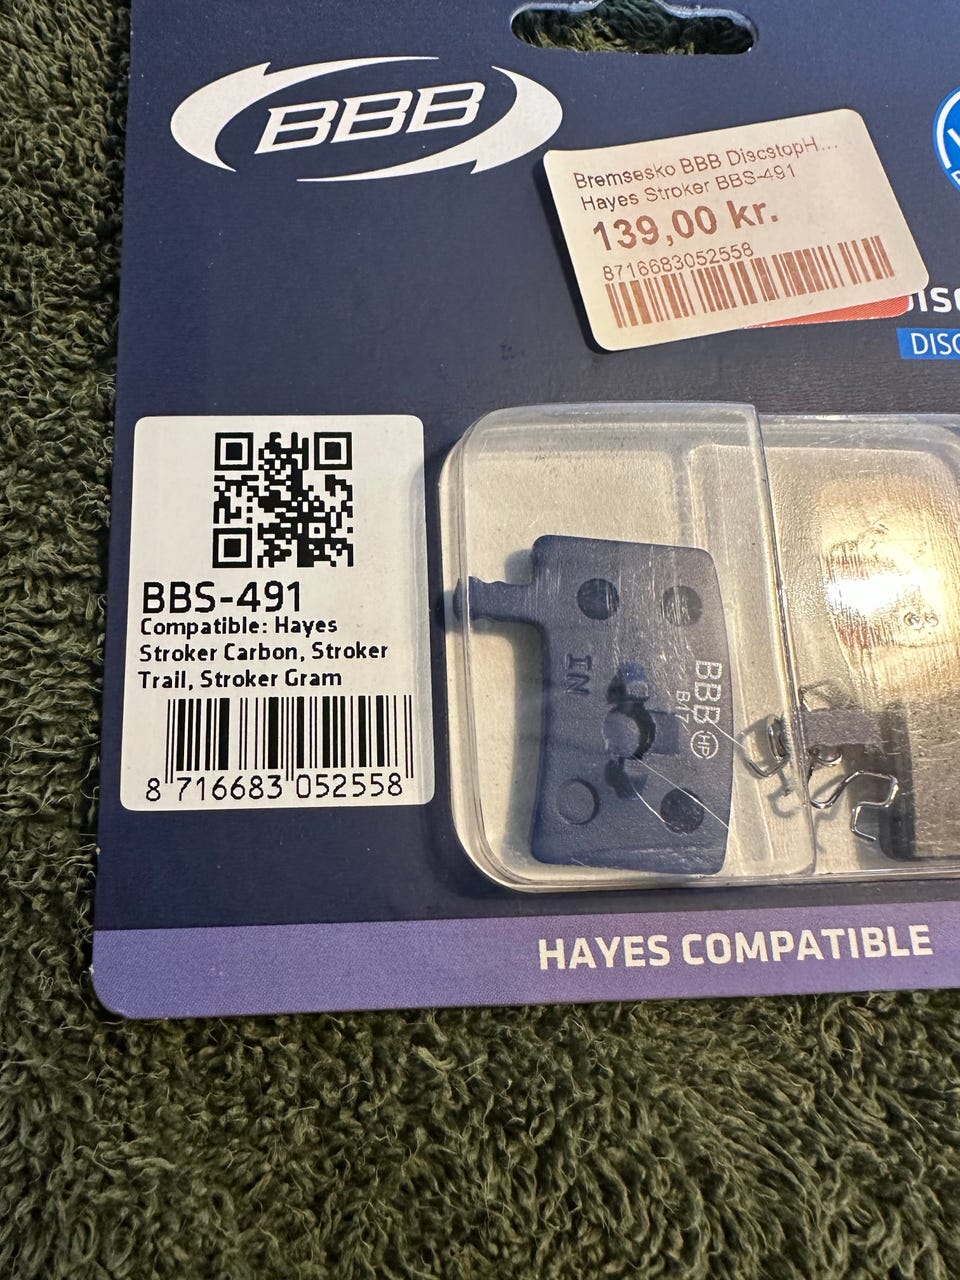 BBB
Bremsesko BBB DiscstopH...
Hayes Stroker BBS-491
139,00 kr.
8716683052558
DISC
BBS-491
Compatible: Hayes
Stroker Carbon, Stroker
Trail, Stroker Gram
8 716683 052558
IN
BBB HP
B17
HAYES COMPATIBLE